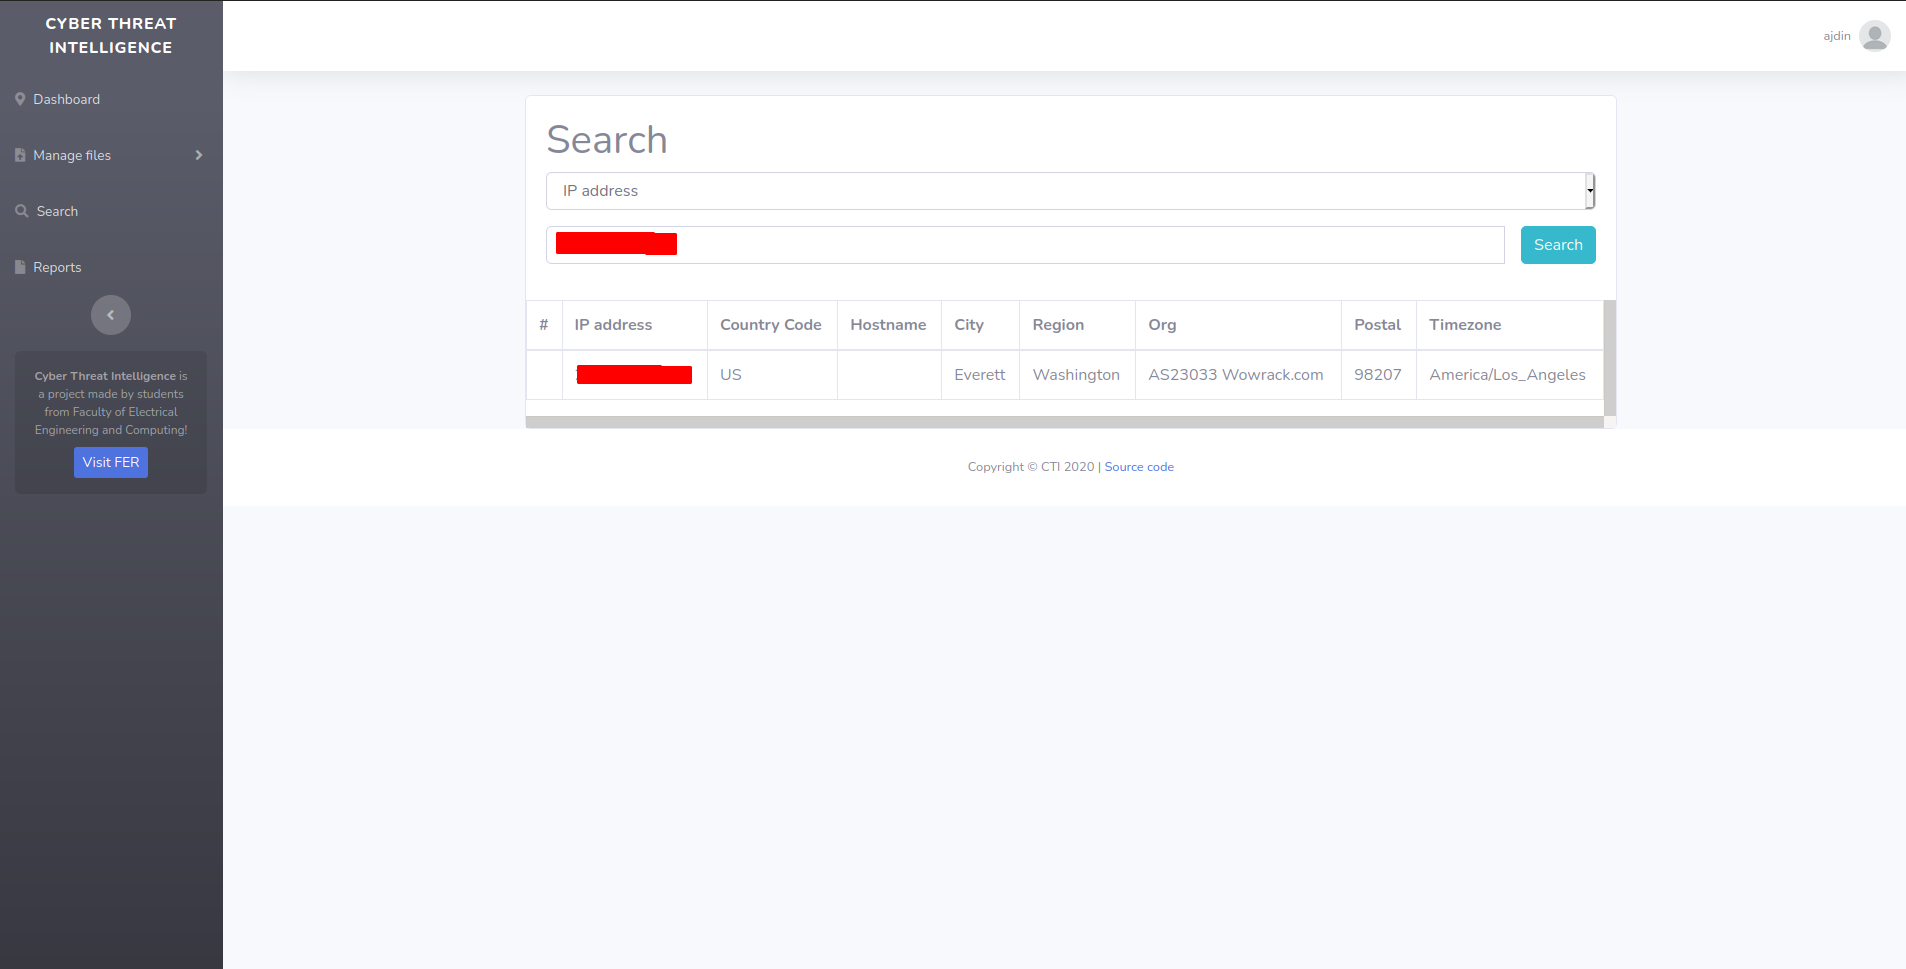 CYBER THREAT
INTELLIGENCE
ajdin
Dashboard
Manage files
Search
Reports
Cyber Threat Intelligence is
a project made by students
from Faculty of Electrical
Engineering and Computing!
Visit FER
Search
IP address
Search
# IP address Country Code Hostname City Region Org Postal Timezone
US Everett Washington AS23033 Wowrack.com 98207 America/Los_Angeles
Copyright © CTI 2020 | Source code